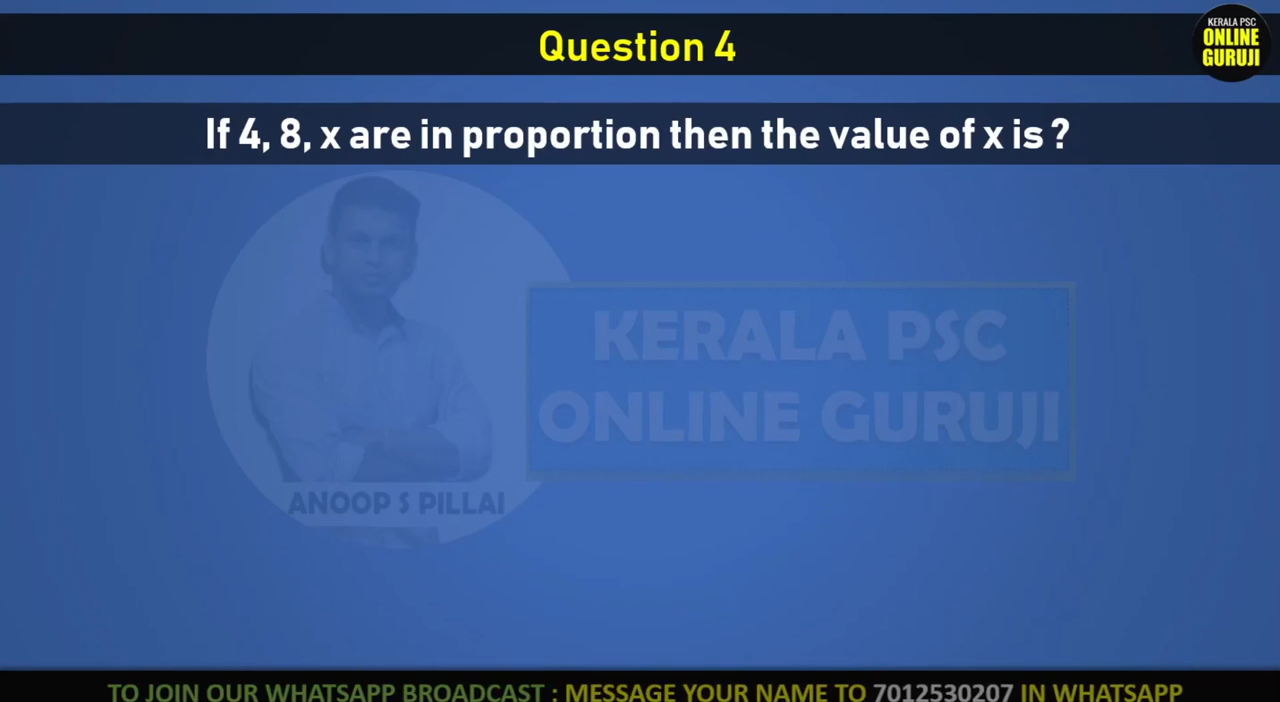 Question 4
KERALA PSC
ONLINE
GURUJI
If 4, 8, x are in proportion then the value of x is ?
KERALA PSC
ONLINE GURUJI
ANOOP S PILLAI
TO JOIN OUR WHATSAPP BROADCAST : MESSAGE YOUR NAME TO 7012530207 IN WHATSAPP